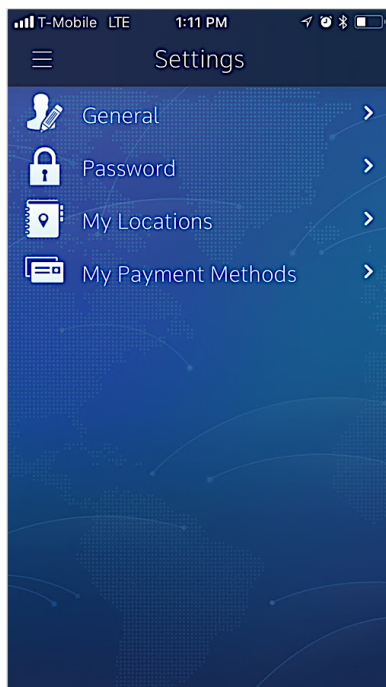 T-Mobile LTE 1:11 PM
Settings
General
Password
My Locations
My Payment Methods